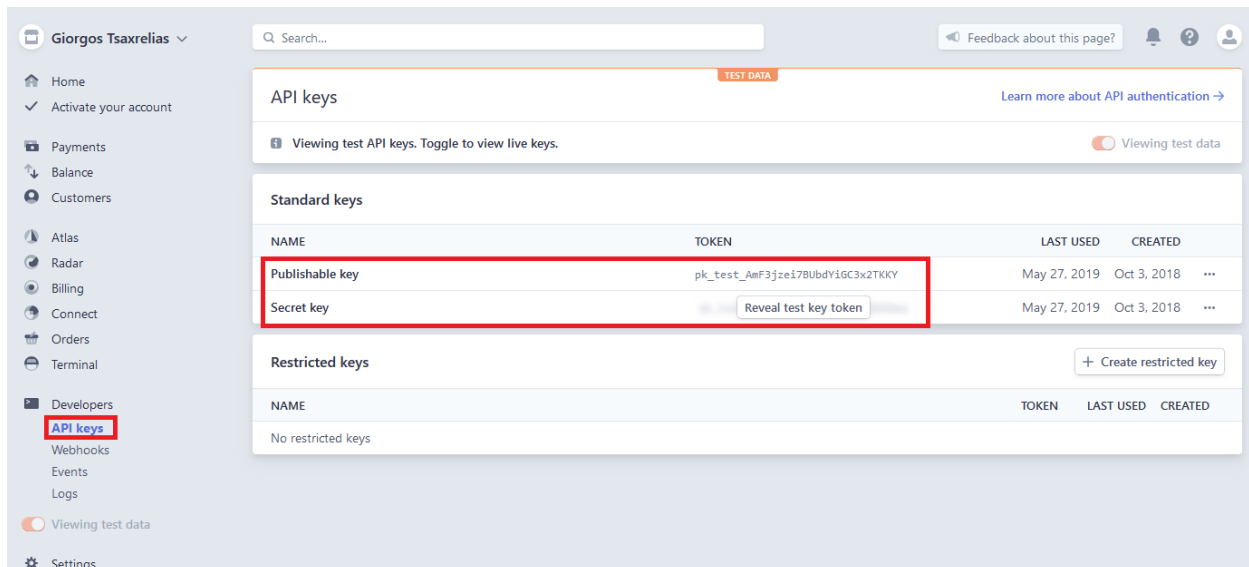 Giorgos Tsaxrelias
Search...
Feedback about this page?
Home
Activate your account
Payments
Balance
Customers
Atlas
Radar
Billing
Connect
Orders
Terminal
Developers
API keys
Webhooks
Events
Logs
Viewing test data
Settings
TEST DATA
API keys
Learn more about API authentication →
Viewing test API keys. Toggle to view live keys.
Viewing test data
Standard keys
NAME TOKEN LAST USED CREATED
Publishable key pk_test_AmF3jzei7BUbdYiGC3x2TKKY May 27, 2019 Oct 3, 2018
Secret key Reveal test key token May 27, 2019 Oct 3, 2018
Restricted keys
+ Create restricted key
NAME TOKEN LAST USED CREATED
No restricted keys